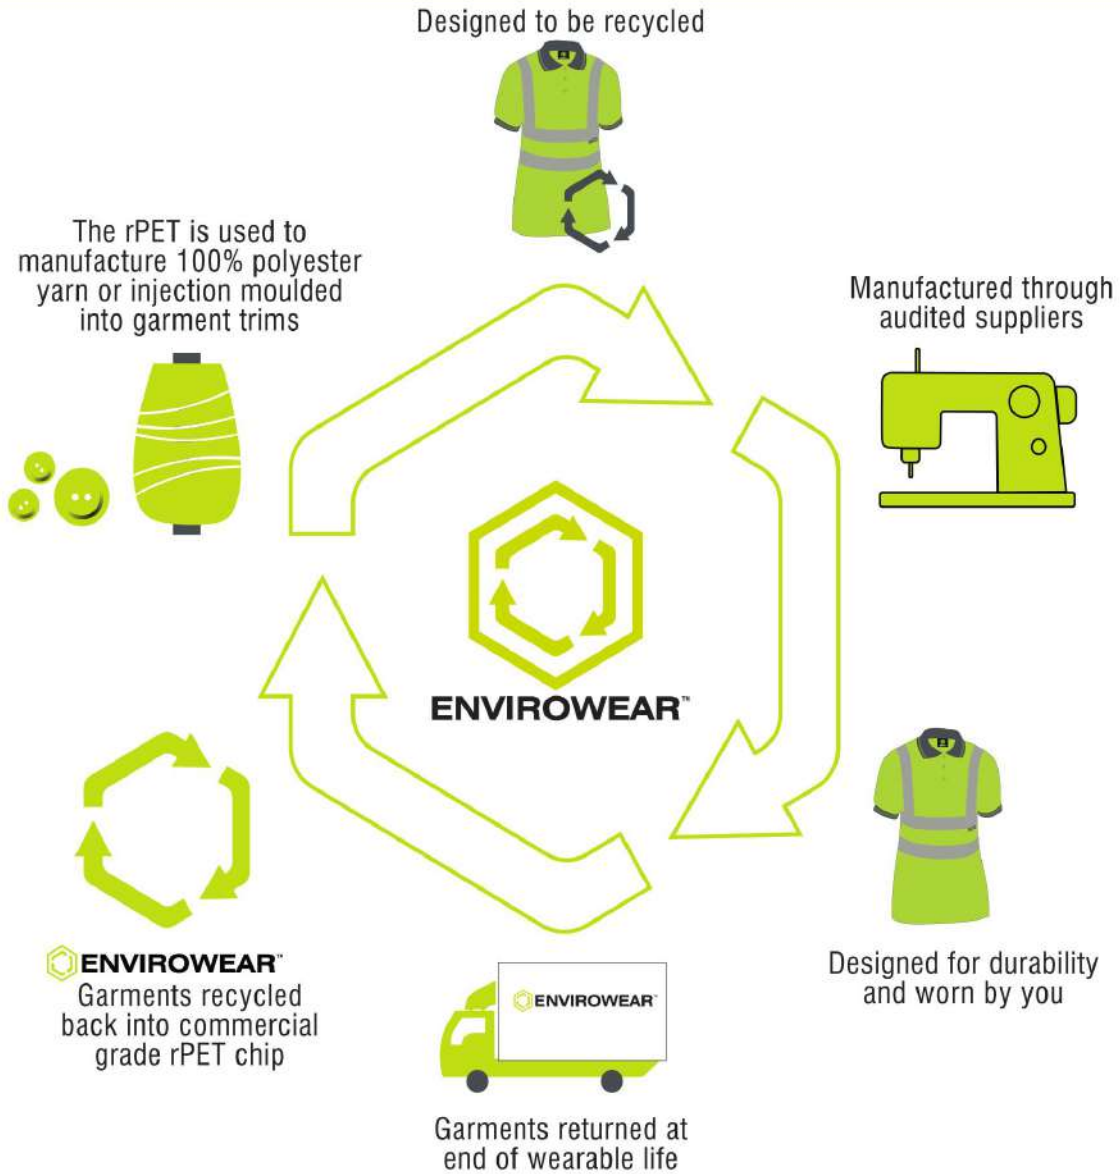 Designed to be recycled
The rPET is used to
manufacture 100% polyester
yarn or injection moulded
into garment trims
Manufactured through
audited suppliers
ENVIROWEAR™
ENVIROWEAR™
Garments recycled
back into commercial
grade rPET chip
ENVIROWEAR™
Designed for durability
and worn by you
Garments returned at
end of wearable life